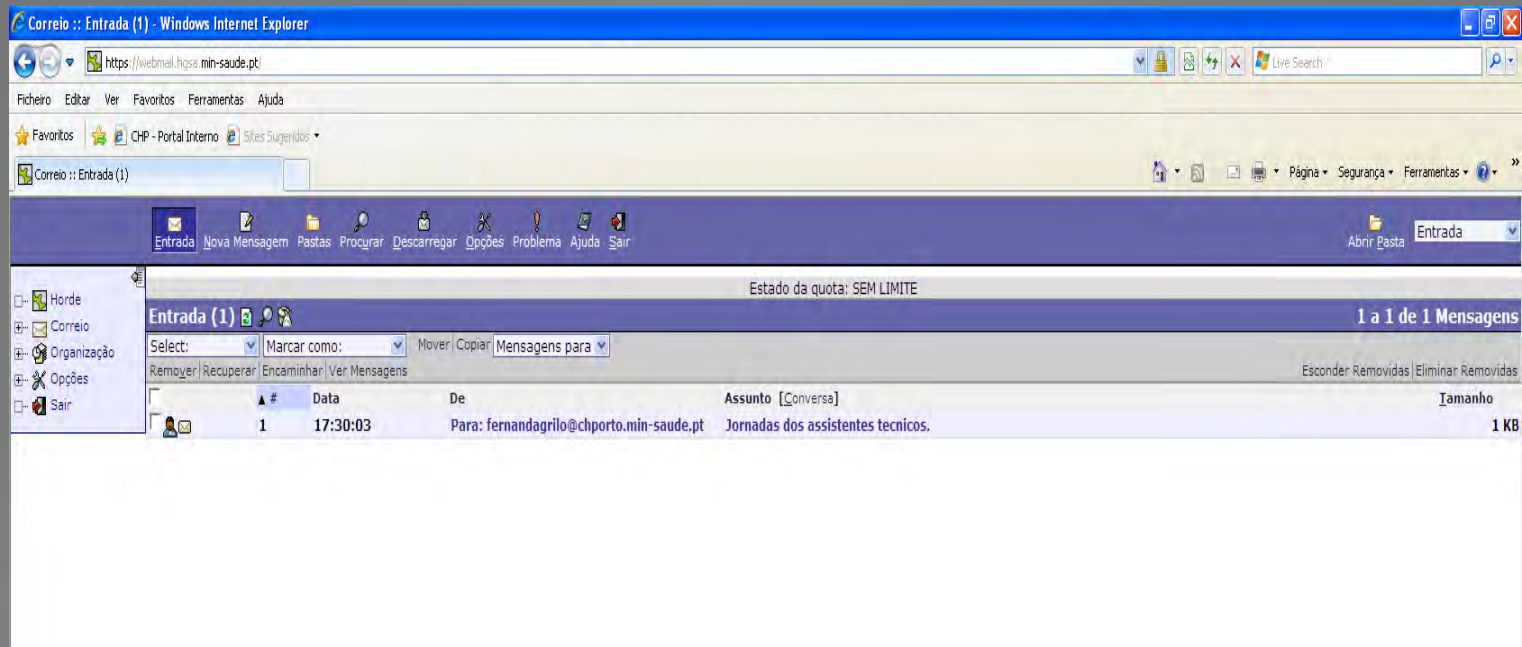 Correio :: Entrada (1) - Windows Internet Explorer
https://webmail.hgsa.min-saude.pt/
Live Search
Ficheiro Editar Ver Favoritos Ferramentas Ajuda
Favoritos CHP - Portal Interno Sites Sugeridos
Correio :: Entrada (1)
Página Segurança Ferramentas »
Entrada Nova Mensagem Pastas Procurar Descarregar Opções Problema Ajuda Sair
Abrir Pasta Entrada
Horde
Correio
Organização
Opções
Sair
Estado da quota: SEM LIMITE
Entrada (1) 1 a 1 de 1 Mensagens
Select: Marcar como: Mover|Copiar Mensagens para
Remover|Recuperar|Encaminhar|Ver Mensagens Esconder Removidas|Eliminar Removidas
# Data De Assunto [Conversa] Tamanho
1 17:30:03 Para: fernandagrilo@chporto.min-saude.pt Jornadas dos assistentes tecnicos. 1 KB